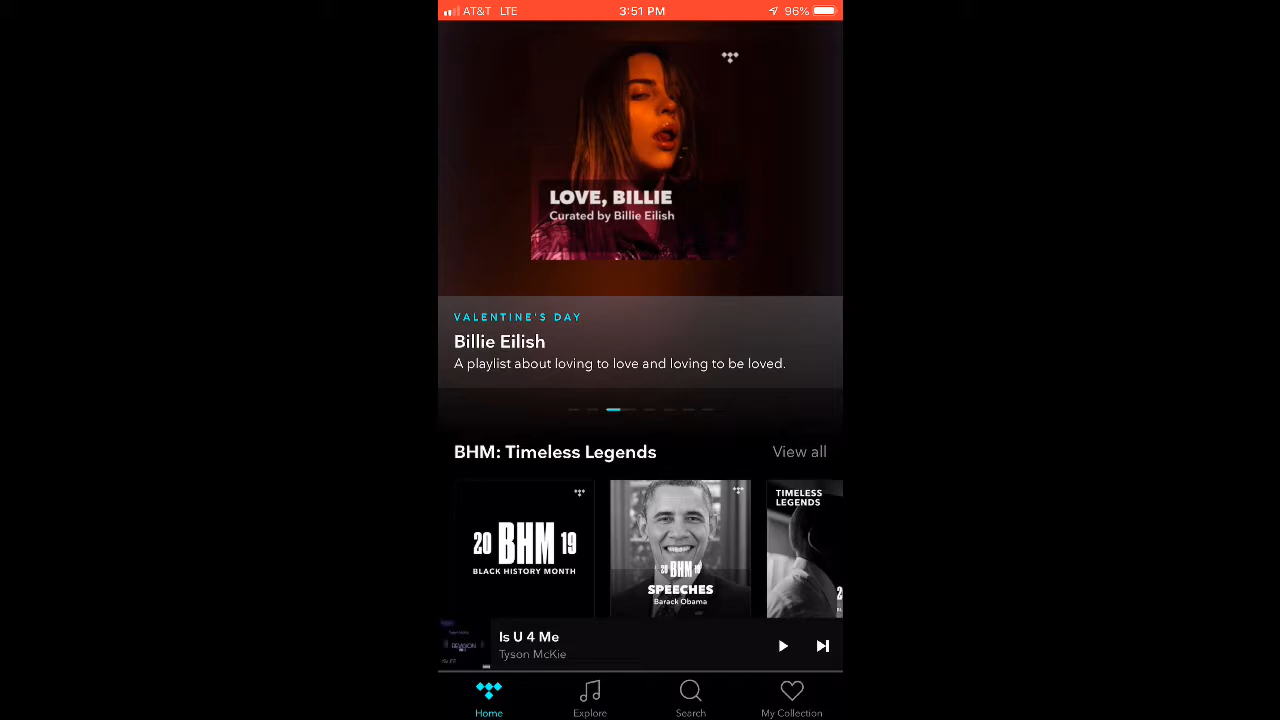 AT&T LTE 3:51 PM 96%
LOVE, BILLIE
Curated by Billie Eilish
VALENTINE'S DAY
Billie Eilish
A playlist about loving to love and loving to be loved.
BHM: Timeless Legends View all
20 BHM 19
BLACK HISTORY MONTH
20 BHM 19
SPEECHES
Barack Obama
TIMELESS
LEGENDS
Is U 4 Me
Tyson McKie
Home Explore Search My Collection